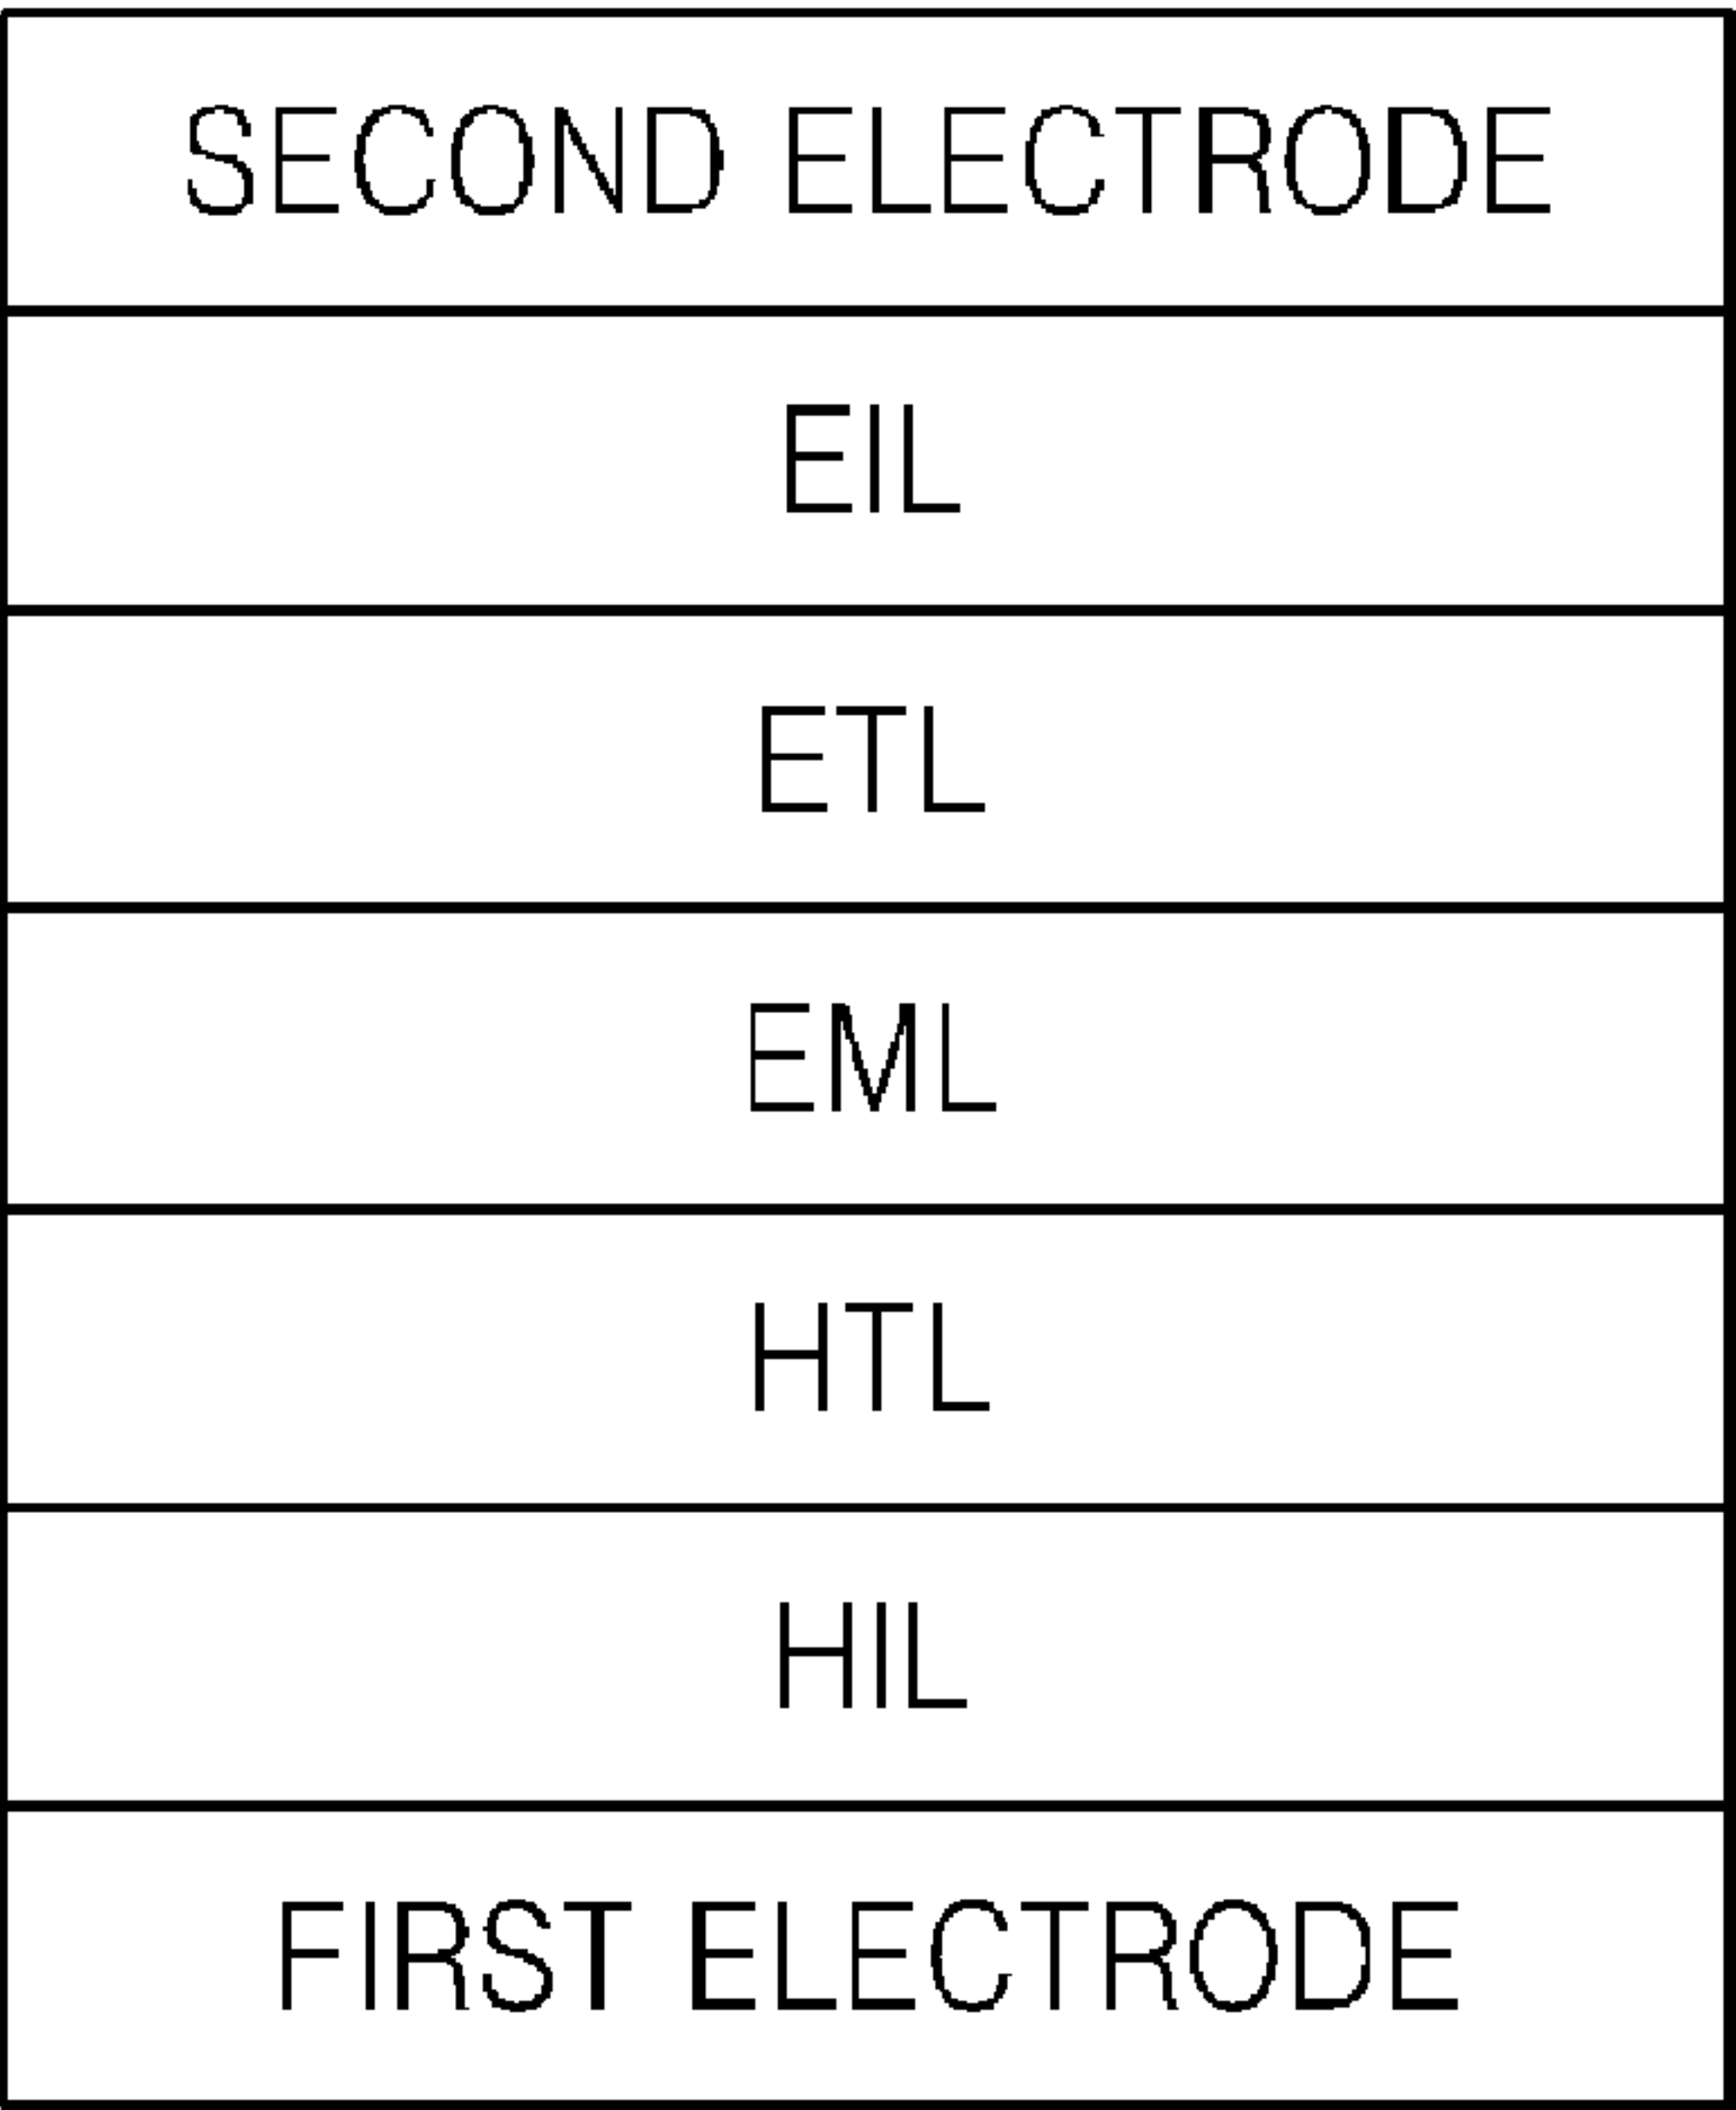 SECOND ELECTRODE
EIL
ETL
EML
HTL
HIL
FIRST ELECTRODE